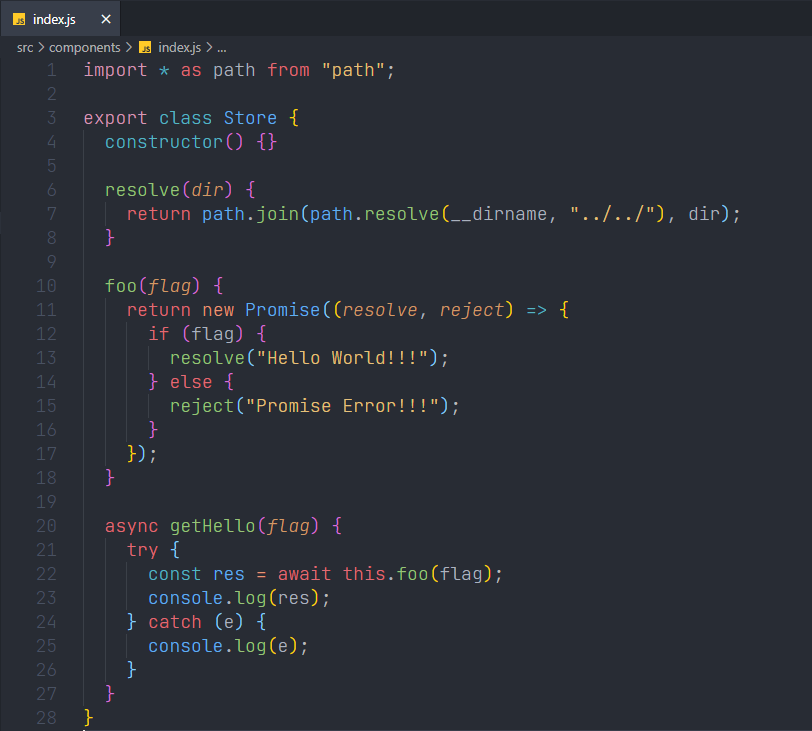 JS index.js ×
src > components > JS index.js > ...
1 import * as path from "path";
2
3 export class Store {
4   constructor() {}
5
6   resolve(dir) {
7     return path.join(path.resolve(__dirname, "../../"), dir);
8   }
9
10   foo(flag) {
11     return new Promise((resolve, reject) => {
12       if (flag) {
13         resolve("Hello World!!!");
14       } else {
15         reject("Promise Error!!!");
16       }
17     });
18   }
19
20   async getHello(flag) {
21     try {
22       const res = await this.foo(flag);
23       console.log(res);
24     } catch (e) {
25       console.log(e);
26     }
27   }
28 }